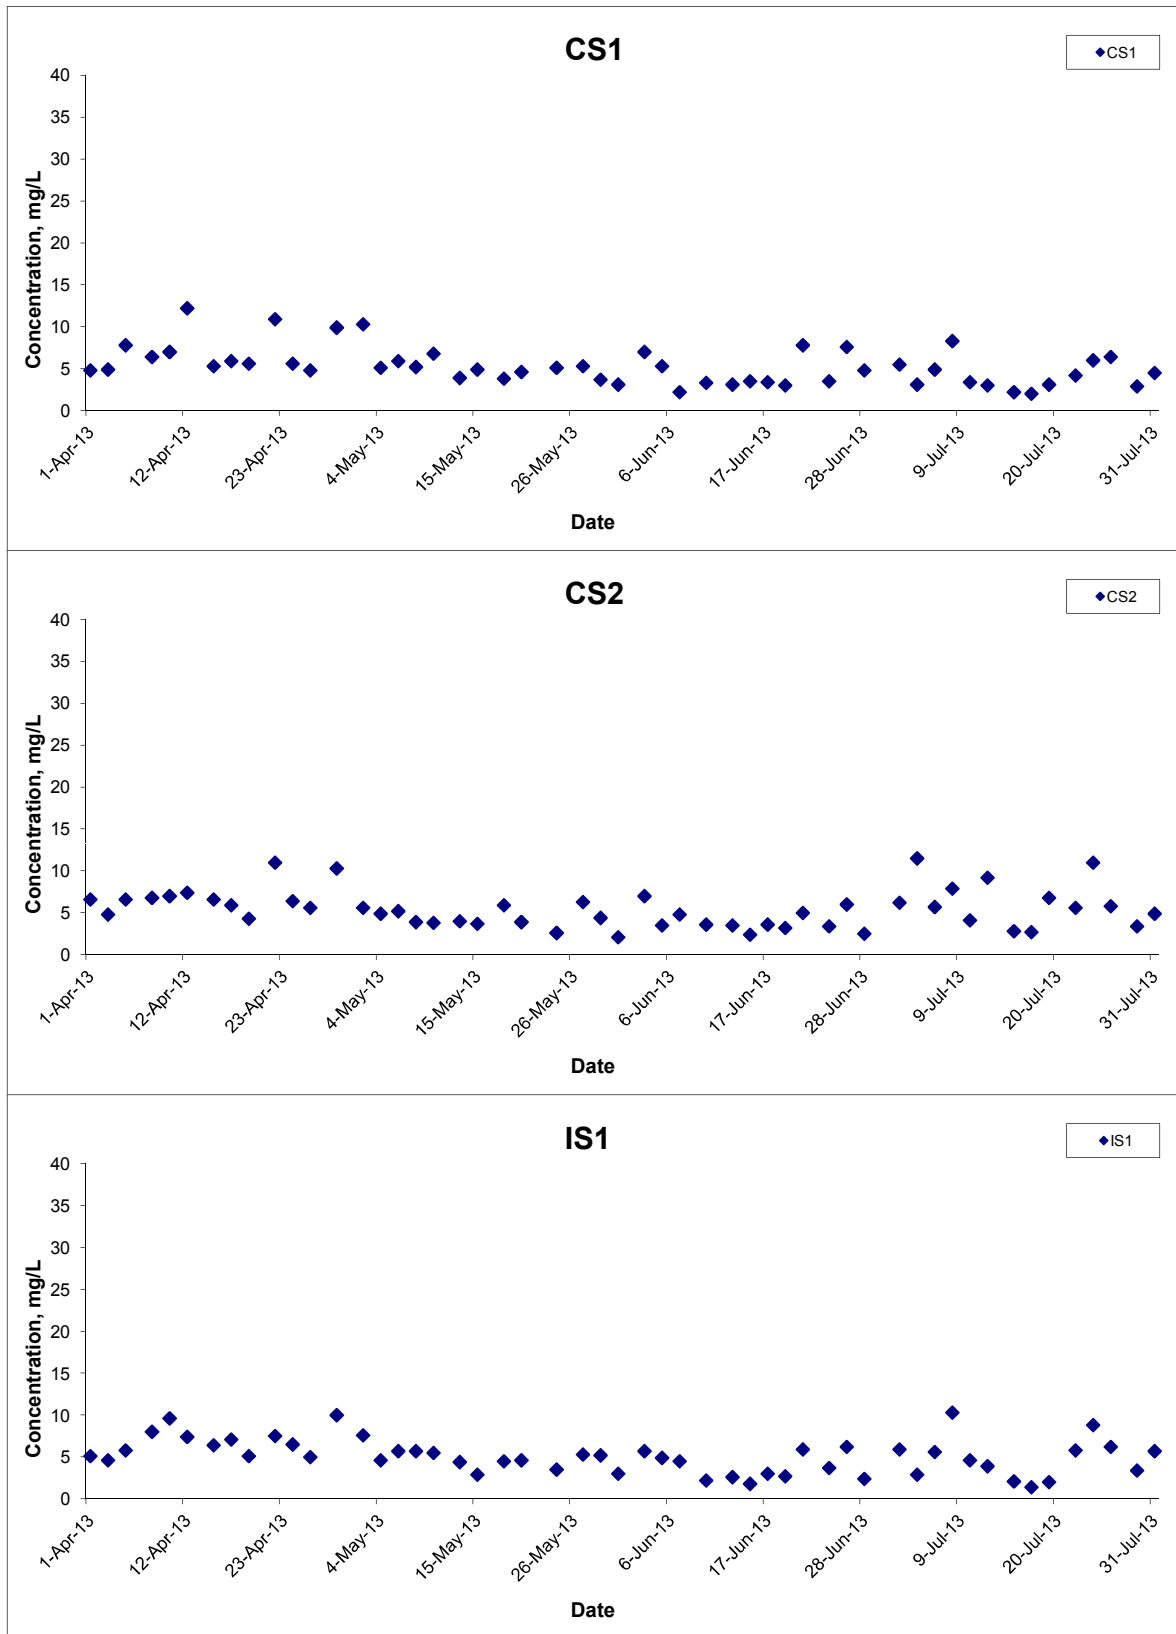 CS1
CS1
Concentration, mg/L
40
35
30
25
20
15
10
5
0
1-Apr-13
12-Apr-13
23-Apr-13
4-May-13
15-May-13
26-May-13
6-Jun-13
17-Jun-13
28-Jun-13
9-Jul-13
20-Jul-13
31-Jul-13
Date
CS2
CS2
Concentration, mg/L
40
35
30
25
20
15
10
5
0
1-Apr-13
12-Apr-13
23-Apr-13
4-May-13
15-May-13
26-May-13
6-Jun-13
17-Jun-13
28-Jun-13
9-Jul-13
20-Jul-13
31-Jul-13
Date
IS1
IS1
Concentration, mg/L
40
35
30
25
20
15
10
5
0
1-Apr-13
12-Apr-13
23-Apr-13
4-May-13
15-May-13
26-May-13
6-Jun-13
17-Jun-13
28-Jun-13
9-Jul-13
20-Jul-13
31-Jul-13
Date